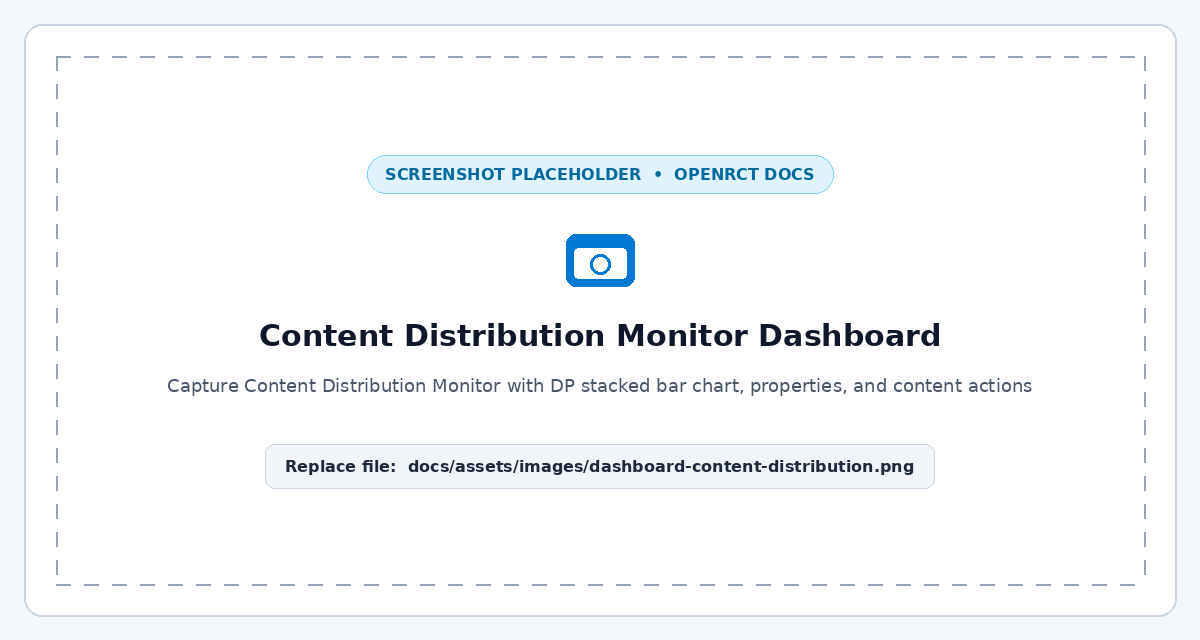 SCREENSHOT PLACEHOLDER • OPENRCT DOCS
Content Distribution Monitor Dashboard
Capture Content Distribution Monitor with DP stacked bar chart, properties, and content actions
Replace file: docs/assets/images/dashboard-content-distribution.png